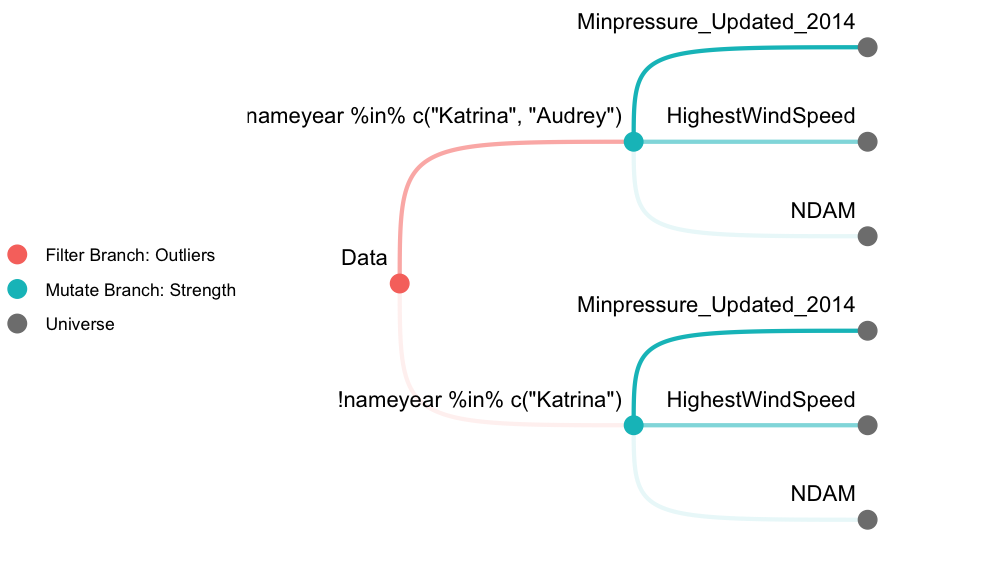 Minpressure_Updated_2014
nameyear %in% c("Katrina", "Audrey")
HighestWindSpeed
NDAM
Data
Filter Branch: Outliers
Mutate Branch: Strength
Universe
Minpressure_Updated_2014
!nameyear %in% c("Katrina")
HighestWindSpeed
NDAM